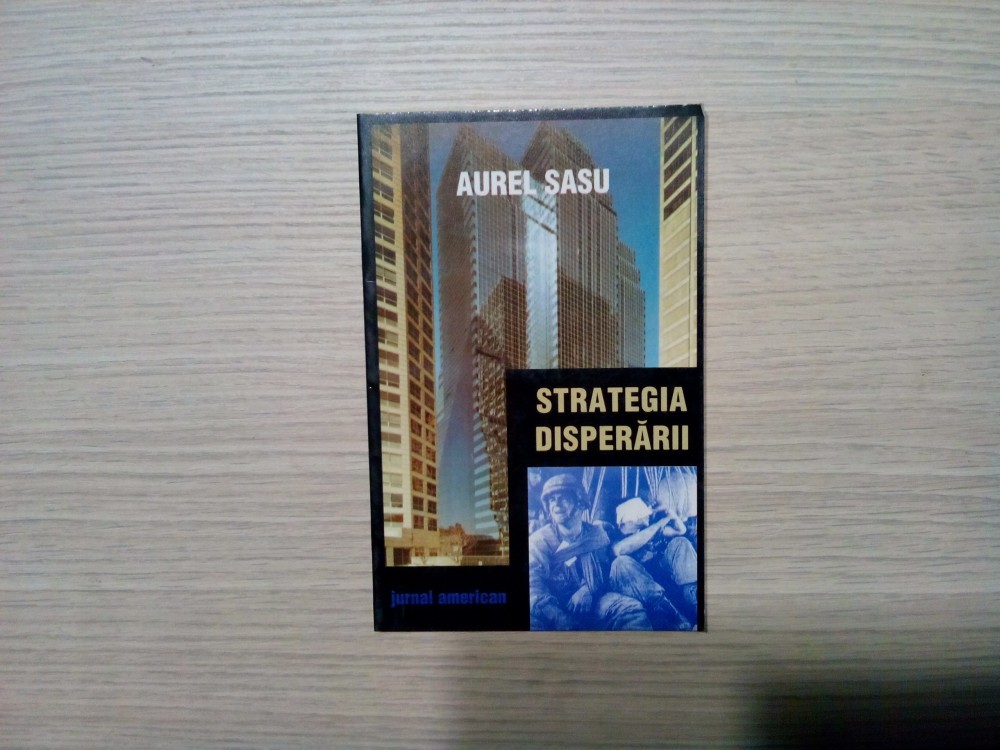 AUREL SASU
STRATEGIA
DISPERĂRII
jurnal american